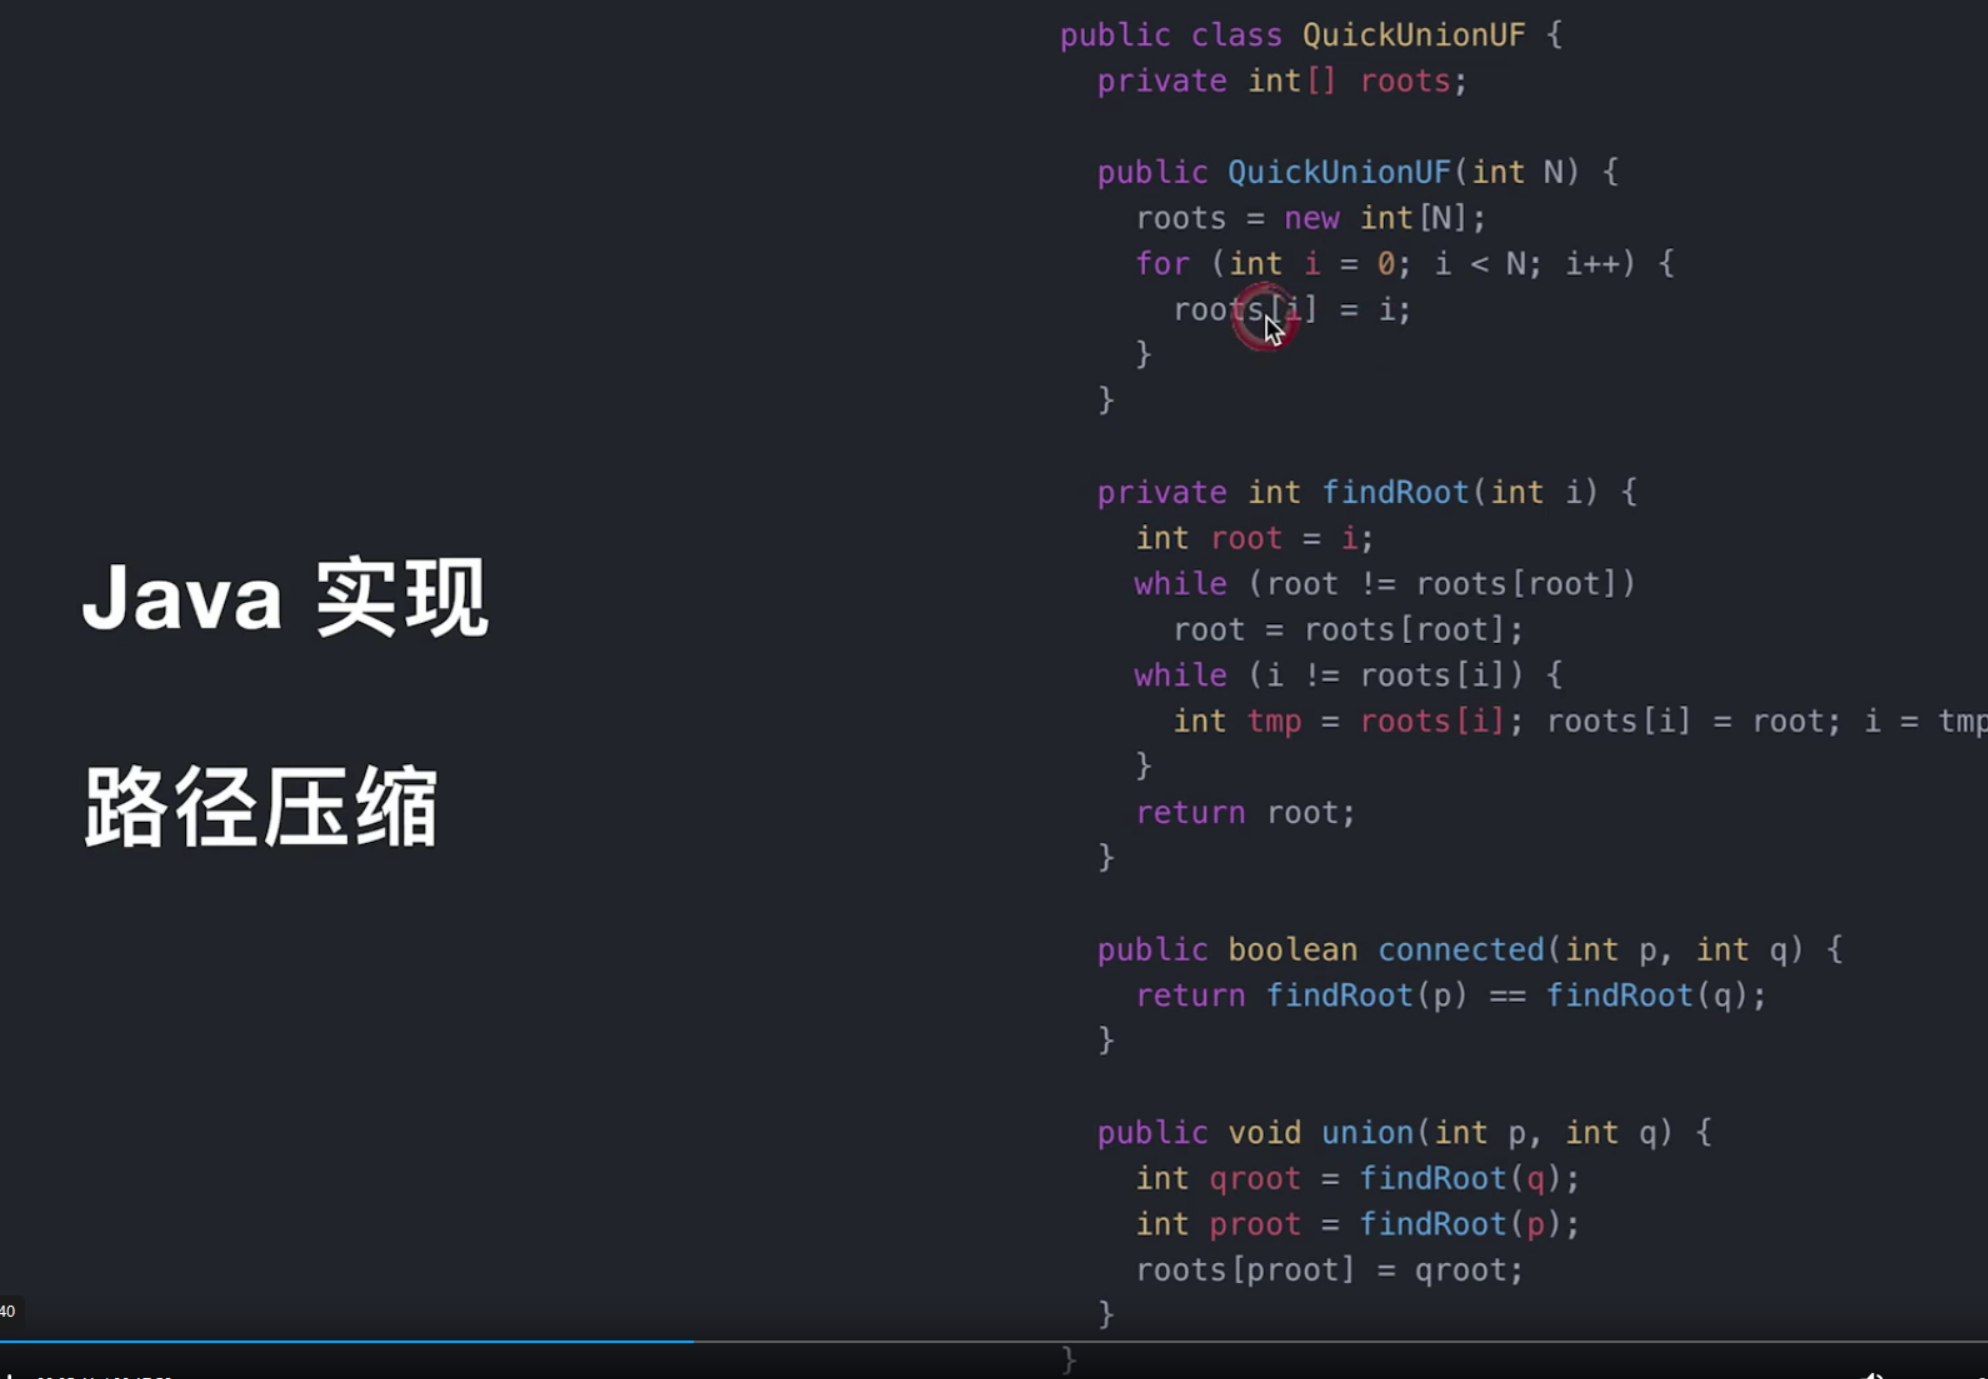 public class QuickUnionUF {
private int[] roots;
public QuickUnionUF(int N) {
roots = new int[N];
for (int i = 0; i < N; i++) {
roots[i] = i;
}
}
private int findRoot(int i) {
int root = i;
while (root != roots[root])
root = roots[root];
while (i != roots[i]) {
int tmp = roots[i]; roots[i] = root; i = tmp
}
return root;
}
public boolean connected(int p, int q) {
return findRoot(p) == findRoot(q);
}
public void union(int p, int q) {
int qroot = findRoot(q);
int proot = findRoot(p);
roots[proot] = qroot;
}
}
Java 实现
路径压缩
40